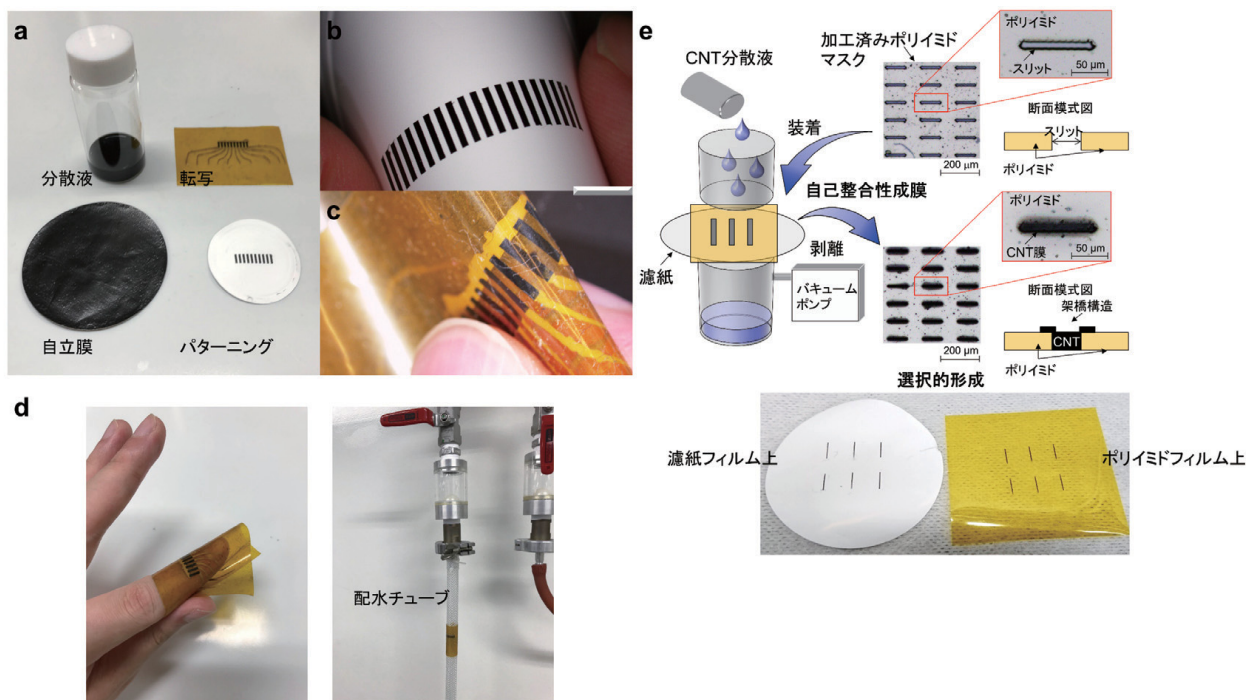 a
分散液
転写
自立膜
パターニング
b
c
d
配水チューブ
e
CNT分散液
加工済みポリイミド
マスク
装着
自己整合性成膜
剥離
濾紙
バキューム
ポンプ
200 μm
ポリイミド
スリット
50 μm
断面模式図
スリット
ポリイミド
ポリイミド
CNT膜
50 μm
200 μm
断面模式図
架橋構造
CNT
ポリイミド
選択的形成
濾紙フィルム上
ポリイミドフィルム上